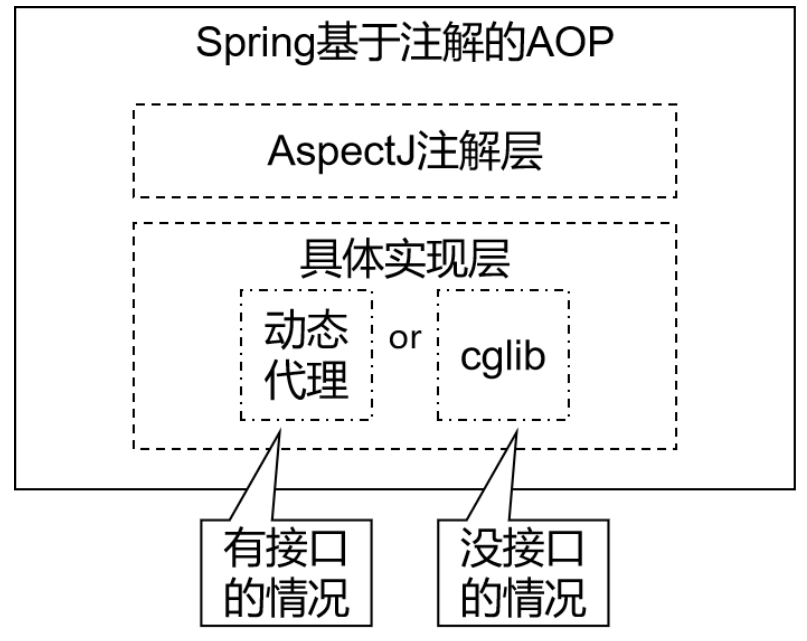 Spring基于注解的AOP
AspectJ注解层
具体实现层
动态
代理
or
cglib
有接口
的情况
没接口
的情况